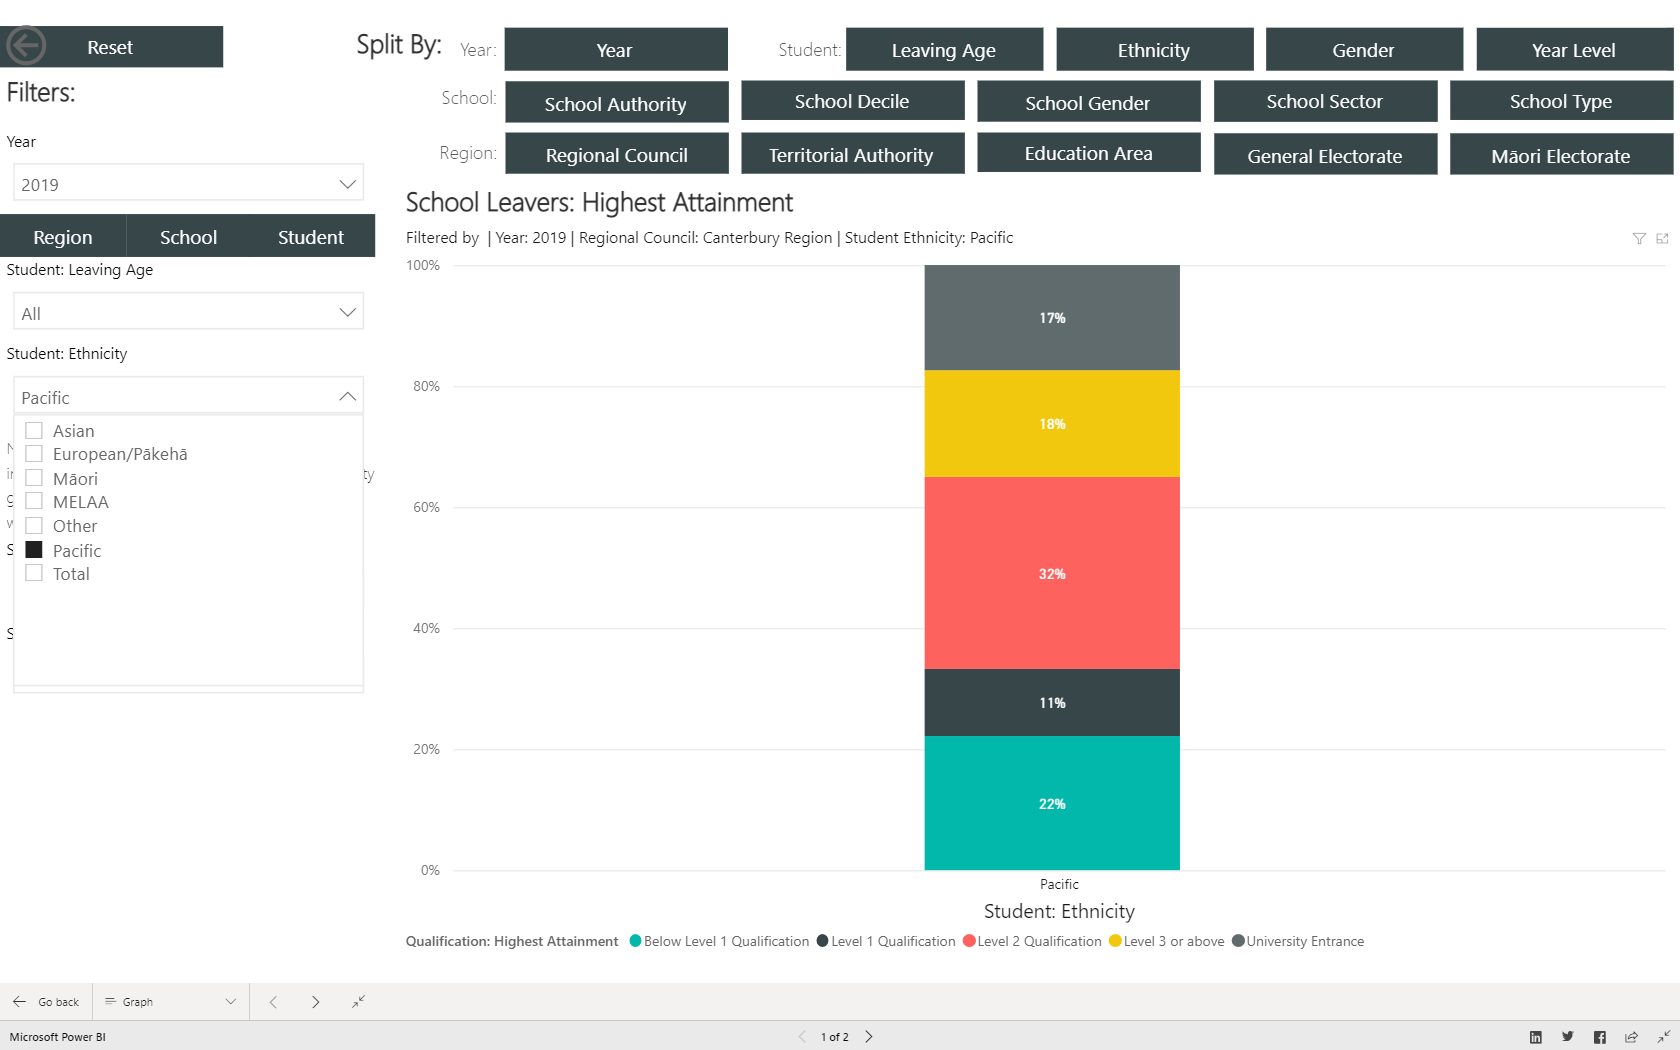 Reset
Split By:
Year:
Year
Student:
Leaving Age
Ethnicity
Gender
Year Level
School:
School Authority
School Decile
School Gender
School Sector
School Type
Region:
Regional Council
Territorial Authority
Education Area
General Electorate
Māori Electorate
Filters:
Year
2019
Region
School
Student
Student: Leaving Age
All
Student: Ethnicity
Pacific
Asian
European/Pākehā
Māori
MELAA
Other
Pacific
Total
ty
School Leavers: Highest Attainment
Filtered by | Year: 2019 | Regional Council: Canterbury Region | Student Ethnicity: Pacific
100%
80%
60%
40%
20%
0%
17%
18%
32%
11%
22%
Pacific
Student: Ethnicity
Qualification: Highest Attainment Below Level 1 Qualification Level 1 Qualification Level 2 Qualification Level 3 or above University Entrance
Go back
Graph
Microsoft Power BI
1 of 2